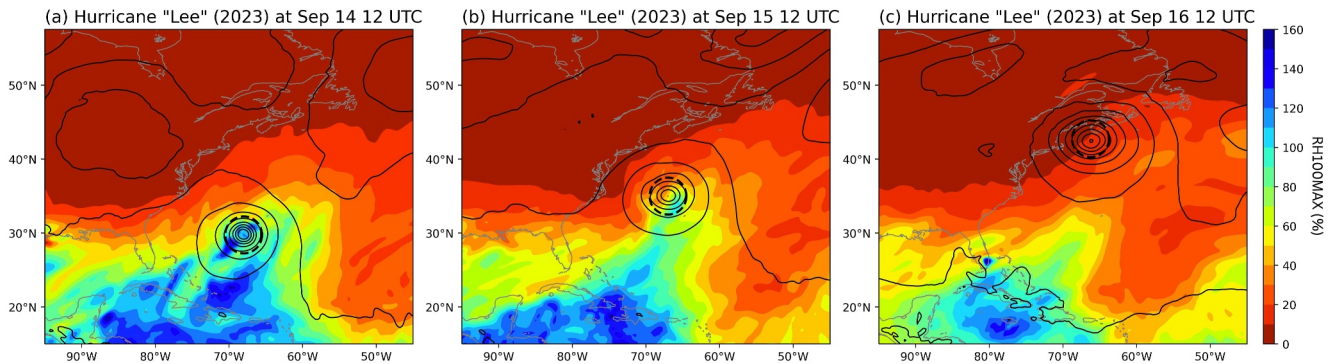 (a) Hurricane "Lee" (2023) at Sep 14 12 UTC
(b) Hurricane "Lee" (2023) at Sep 15 12 UTC
(c) Hurricane "Lee" (2023) at Sep 16 12 UTC
50°N
40°N
30°N
20°N
90°W 80°W 70°W 60°W 50°W
50°N
40°N
30°N
20°N
90°W 80°W 70°W 60°W 50°W
50°N
40°N
30°N
20°N
90°W 80°W 70°W 60°W 50°W
160
140
120
100
80
60
40
20
0
RH100MAX (%)